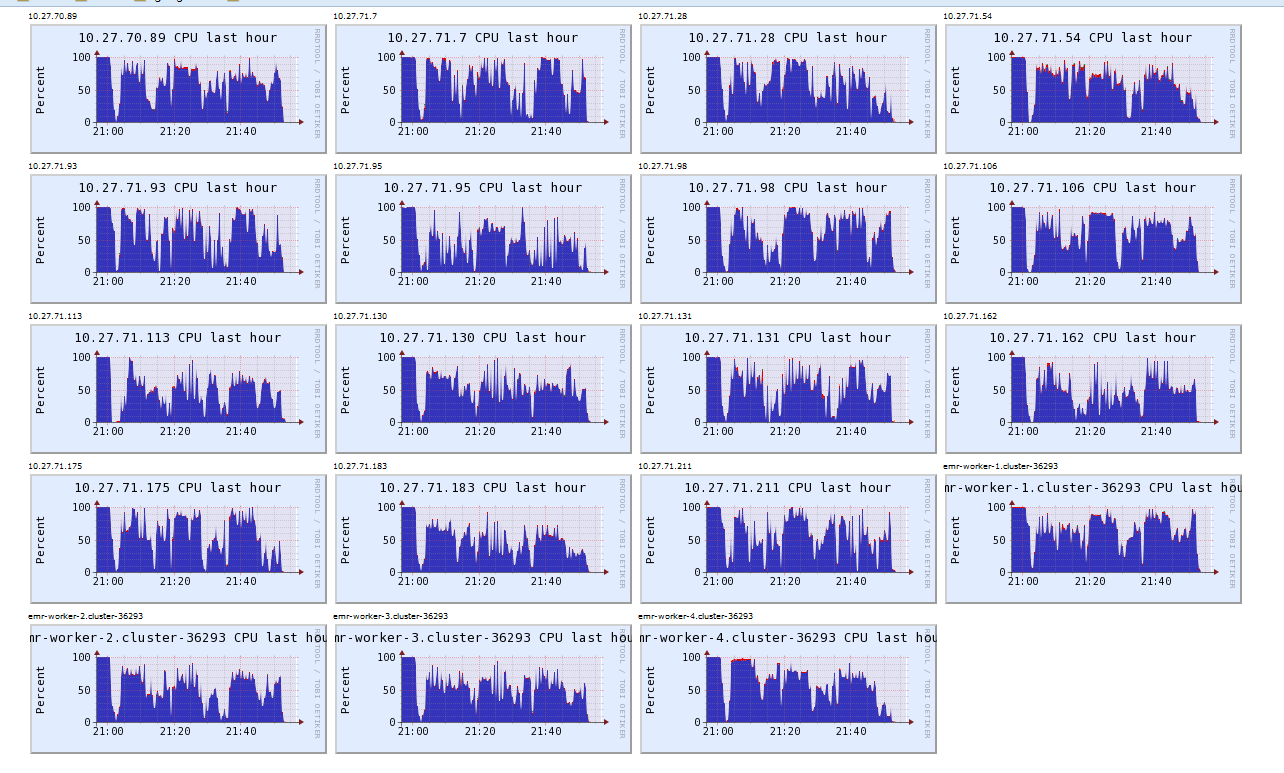 10.27.70.89
10.27.71.7
10.27.71.28
10.27.71.54
10.27.70.89 CPU last hour
Percent
100
50
0
21:00 21:20 21:40
RRDTOOL / TOBI OETIKER
10.27.71.7 CPU last hour
Percent
100
50
0
21:00 21:20 21:40
RRDTOOL / TOBI OETIKER
10.27.71.28 CPU last hour
Percent
100
50
0
21:00 21:20 21:40
RRDTOOL / TOBI OETIKER
10.27.71.54 CPU last hour
Percent
100
50
0
21:00 21:20 21:40
RRDTOOL / TOBI OETIKER
10.27.71.93
10.27.71.95
10.27.71.98
10.27.71.106
10.27.71.93 CPU last hour
Percent
100
50
0
21:00 21:20 21:40
RRDTOOL / TOBI OETIKER
10.27.71.95 CPU last hour
Percent
100
50
0
21:00 21:20 21:40
RRDTOOL / TOBI OETIKER
10.27.71.98 CPU last hour
Percent
100
50
0
21:00 21:20 21:40
RRDTOOL / TOBI OETIKER
10.27.71.106 CPU last hour
Percent
100
50
0
21:00 21:20 21:40
RRDTOOL / TOBI OETIKER
10.27.71.113
10.27.71.130
10.27.71.131
10.27.71.162
10.27.71.113 CPU last hour
Percent
100
50
0
21:00 21:20 21:40
RRDTOOL / TOBI OETIKER
10.27.71.130 CPU last hour
Percent
100
50
0
21:00 21:20 21:40
RRDTOOL / TOBI OETIKER
10.27.71.131 CPU last hour
Percent
100
50
0
21:00 21:20 21:40
RRDTOOL / TOBI OETIKER
10.27.71.162 CPU last hour
Percent
100
50
0
21:00 21:20 21:40
RRDTOOL / TOBI OETIKER
10.27.71.175
10.27.71.183
10.27.71.211
emr-worker-1.cluster-36293
10.27.71.175 CPU last hour
Percent
100
50
0
21:00 21:20 21:40
RRDTOOL / TOBI OETIKER
10.27.71.183 CPU last hour
Percent
100
50
0
21:00 21:20 21:40
RRDTOOL / TOBI OETIKER
10.27.71.211 CPU last hour
Percent
100
50
0
21:00 21:20 21:40
RRDTOOL / TOBI OETIKER
mr-worker-1.cluster-36293 CPU last hou
Percent
100
50
0
21:00 21:20 21:40
RRDTOOL / TOBI OETIKER
emr-worker-2.cluster-36293
emr-worker-3.cluster-36293
emr-worker-4.cluster-36293
mr-worker-2.cluster-36293 CPU last hou
Percent
100
50
0
21:00 21:20 21:40
RRDTOOL / TOBI OETIKER
mr-worker-3.cluster-36293 CPU last hou
Percent
100
50
0
21:00 21:20 21:40
RRDTOOL / TOBI OETIKER
mr-worker-4.cluster-36293 CPU last hou
Percent
100
50
0
21:00 21:20 21:40
RRDTOOL / TOBI OETIKER